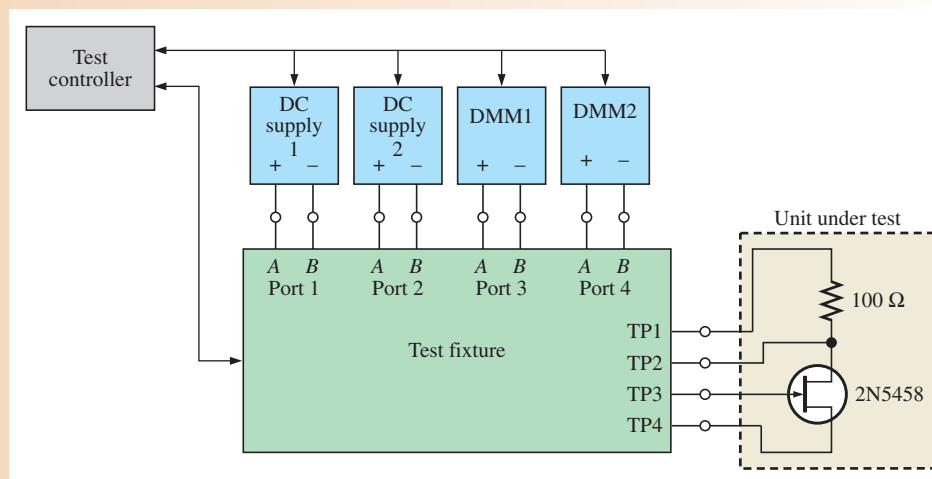 Test
controller
DC
supply
1
+ −
DC
supply
2
+ −
DMM1
+ −
DMM2
+ −
A B
Port 1
A B
Port 2
A B
Port 3
A B
Port 4
Test fixture
TP1
TP2
TP3
TP4
Unit under test
100 Ω
2N5458